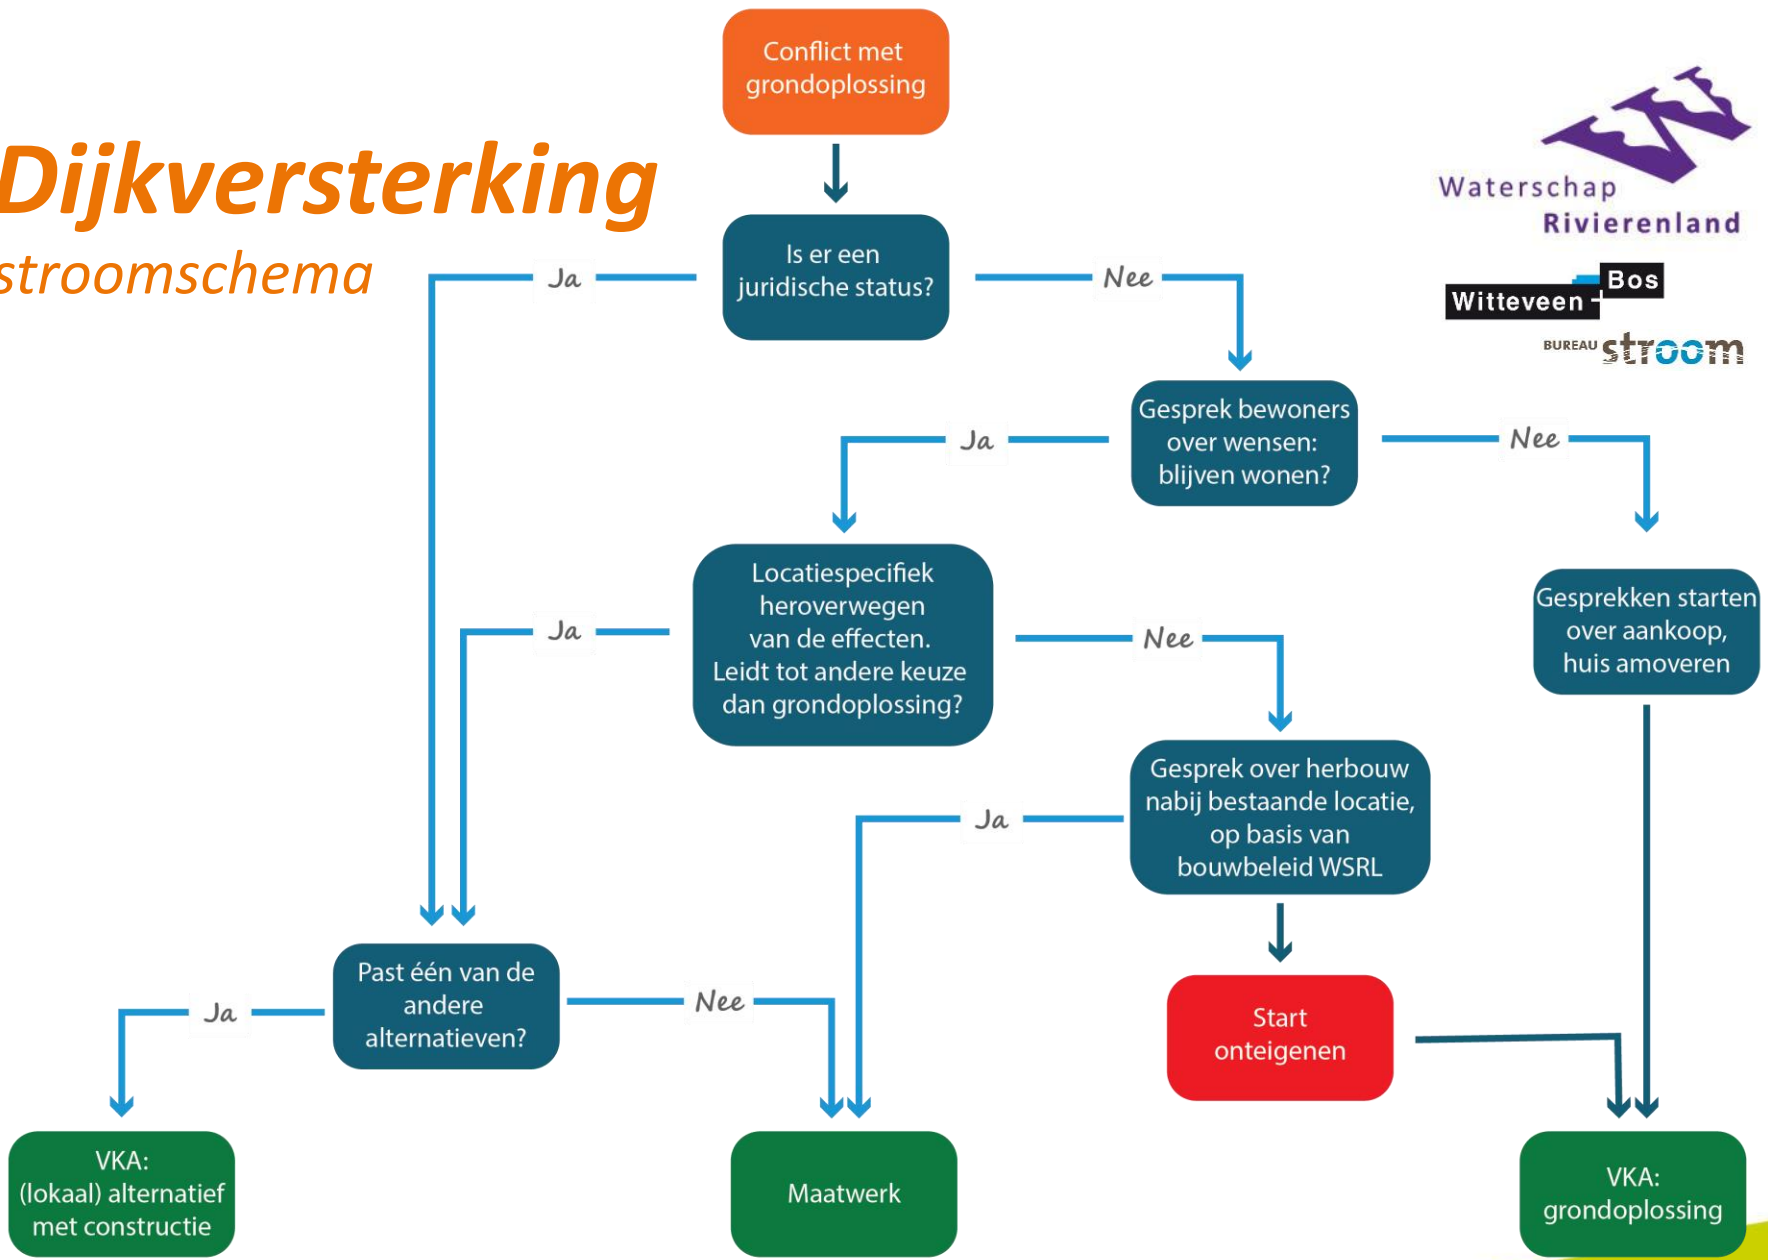 Conflict met
grondoplossing
Dijkversterking
stroomschema
Waterschap
Rivierenland
Witteveen + Bos
BUREAU stroom
Is er een
juridische status?
Ja
Nee
Gesprek bewoners
over wensen:
blijven wonen?
Ja
Nee
Locatiespecifiek
heroverwegen
van de effecten.
Leidt tot andere keuze
dan grondoplossing?
Gesprekken starten
over aankoop,
huis amoveren
Ja
Nee
Gesprek over herbouw
nabij bestaande locatie,
op basis van
bouwbeleid WSRL
Ja
Past één van de
andere
alternatieven?
Ja
Nee
Start
onteigenen
VKA:
(lokaal) alternatief
met constructie
Maatwerk
VKA:
grondoplossing